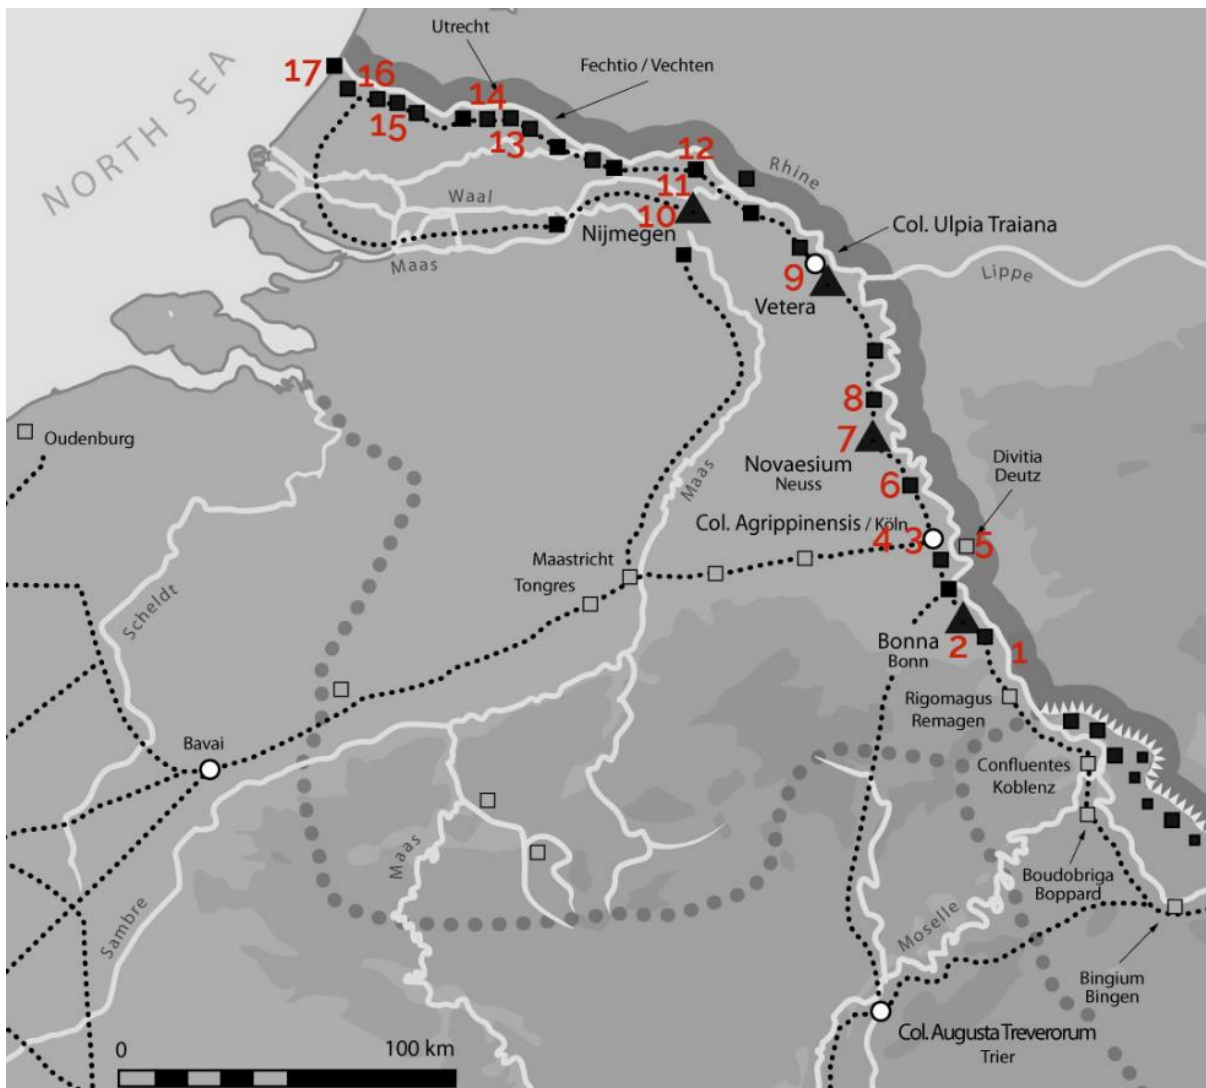 Utrecht
17
16
14
Fechtio / Vechten
15
13
NORTH SEA
12
Rhine
11
Waal
10
Nijmegen
Col. Ulpia Traiana
Maas
9
Lippe
Vetera
8
7
Oudenburg
Novaesium
Neuss
Divitia
Deutz
6
Maas
Col. Agrippinensis / Köln
4
3
5
Maastricht
Tongres
Scheldt
Bonna
Bonn
2
1
Rigomagus
Remagen
Bavai
Confluentes
Koblenz
Maas
Boudobriga
Boppard
Sambre
Moselle
Bingium
Bingen
Col. Augusta Treverorum
Trier
0
100 km